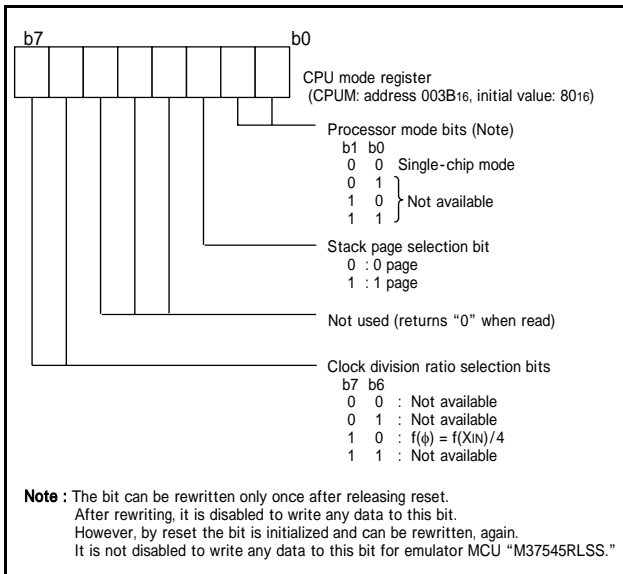 b7 b0
CPU mode register
(CPUM: address 003B16, initial value: 8016)
Processor mode bits (Note)
b1 b0
0 0 Single-chip mode
0 1
1 0 Not available
1 1
Stack page selection bit
0 : 0 page
1 : 1 page
Not used (returns “0” when read)
Clock division ratio selection bits
b7 b6
0 0 : Not available
0 1 : Not available
1 0 : f(φ) = f(XIN)/4
1 1 : Not available
Note : The bit can be rewritten only once after releasing reset.
After rewriting, it is disabled to write any data to this bit.
However, by reset the bit is initialized and can be rewritten, again.
It is not disabled to write any data to this bit for emulator MCU “M37545RLSS.”